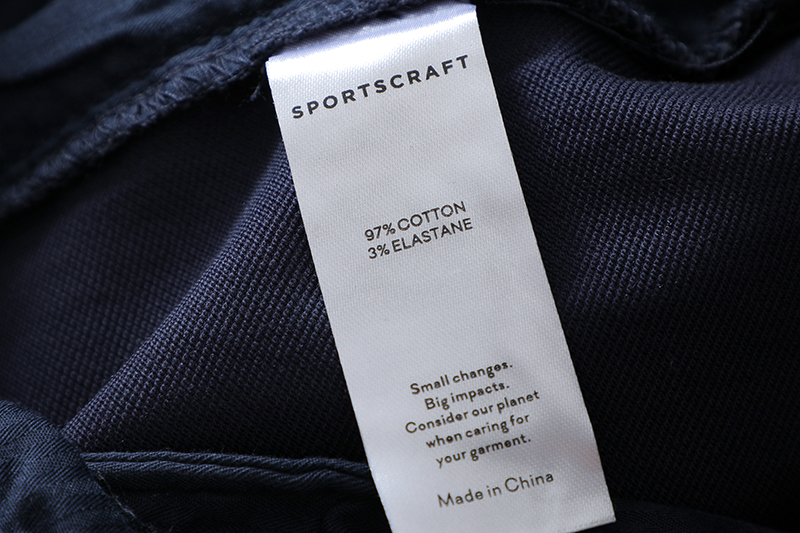 SPORTSCRAFT
97% COTTON
3% ELASTANE
Small changes.
Big impacts.
Consider our planet
when caring for
your garment.
Made in China